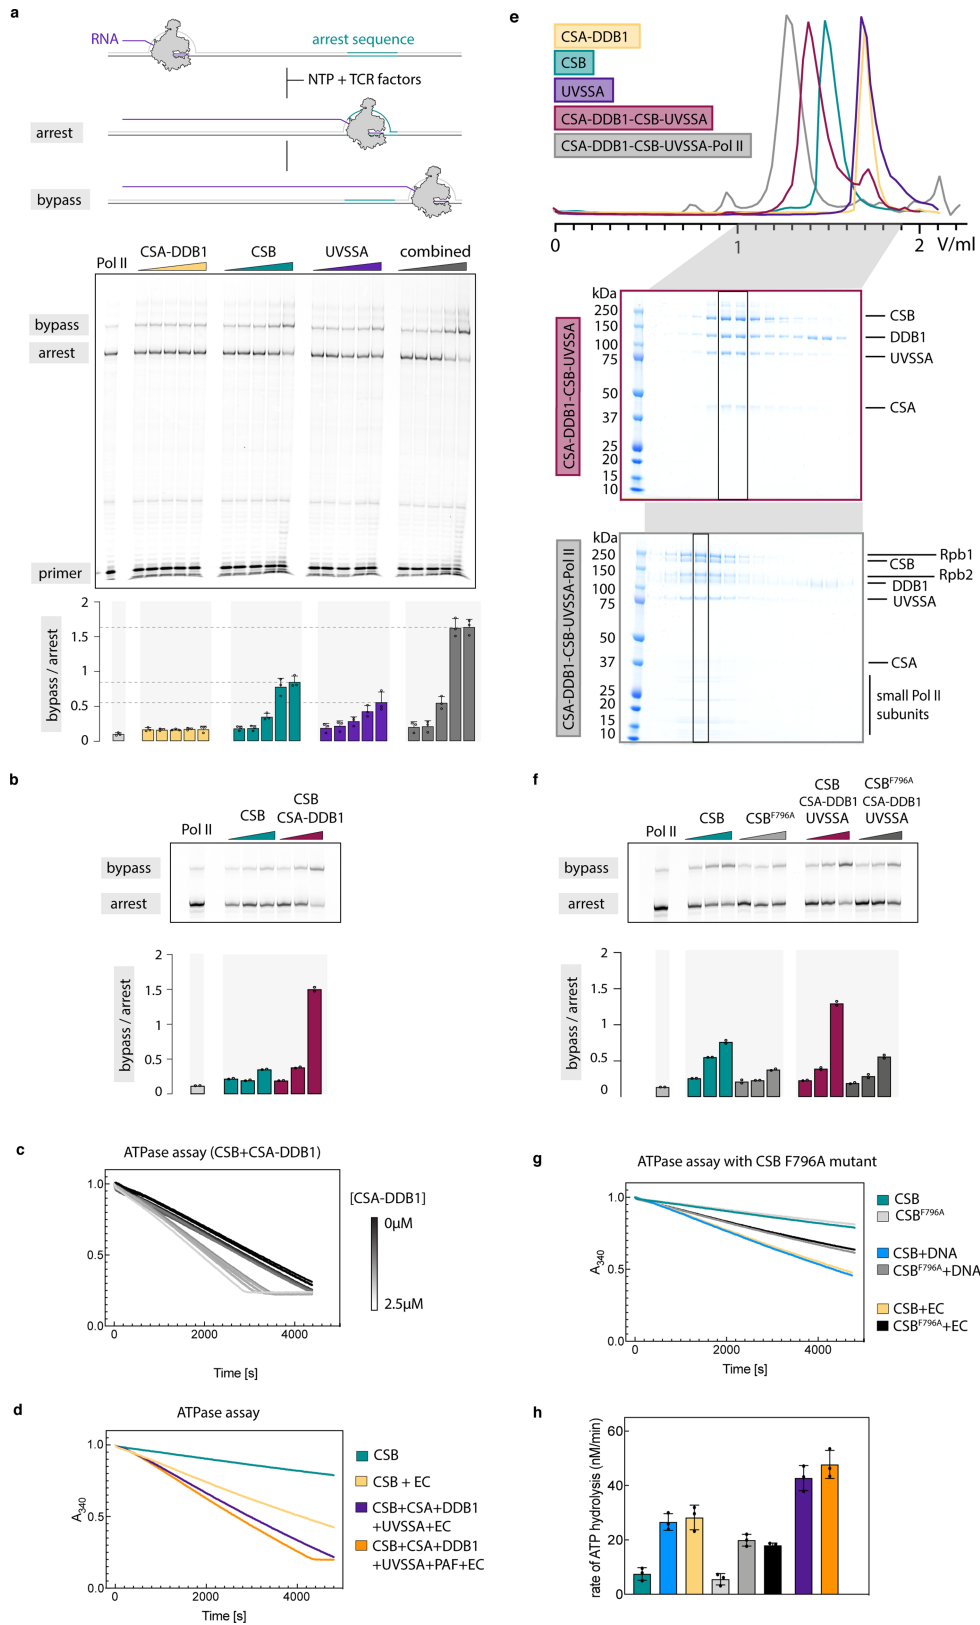 a
RNA
arrest sequence
NTP + TCR factors
arrest
bypass
Pol II
CSA-DDB1
CSB
UVSSA
combined
bypass
arrest
primer
bypass / arrest
2
1.5
1
0.5
0
b
Pol II
CSB
CSB
CSA-DDB1
bypass
arrest
bypass / arrest
2
1.5
1
0.5
0
c
ATPase assay (CSB+CSA-DDB1)
1.0
0.5
0.0
0
2000
4000
Time [s]
[CSA-DDB1]
0µM
2.5µM
d
ATPase assay
A340
1.0
0.5
0.0
0
2000
4000
Time [s]
CSB
CSB + EC
CSB+CSA+DDB1
+UVSSA+EC
CSB+CSA+DDB1
+UVSSA+PAF+EC
e
CSA-DDB1
CSB
UVSSA
CSA-DDB1-CSB-UVSSA
CSA-DDB1-CSB-UVSSA-Pol II
0
1
2
V/ml
CSA-DDB1-CSB-UVSSA
kDa
250
150
100
75
50
37
25
20
15
10
CSB
DDB1
UVSSA
CSA
CSA-DDB1-CSB-UVSSA-Pol II
kDa
250
150
100
75
50
37
25
20
15
10
Rpb1
CSB
Rpb2
DDB1
UVSSA
CSA
small Pol II
subunits
f
Pol II
CSB
CSBF796A
CSB
CSA-DDB1
UVSSA
CSBF796A
CSA-DDB1
UVSSA
bypass
arrest
bypass / arrest
2
1.5
1
0.5
0
g
ATPase assay with CSB F796A mutant
A340
1.0
0.5
0.0
0
2000
4000
Time [s]
CSB
CSBF796A
CSB+DNA
CSBF796A+DNA
CSB+EC
CSBF796A+EC
h
rate of ATP hydrolysis (nM/min)
60
40
20
0